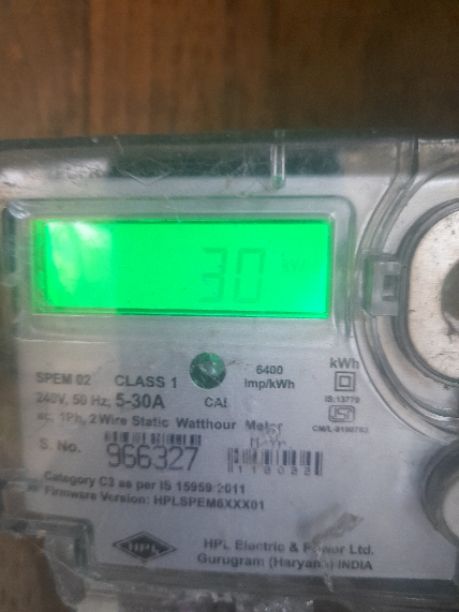 30
SPEM 02 CLASS 1 6400 kWh
240V, 50 Hz, 5-30A CAL Imp/kWh
IS:13779
ac, 1Ph, 2 Wire Static Watthour Meter
S. No. 966327
Category C3 as per IS 15959:2011
Firmware Version: HPLSPEM6XXX01
HPL HPL Electric & Power Ltd.
Gurugram (Haryana) INDIA